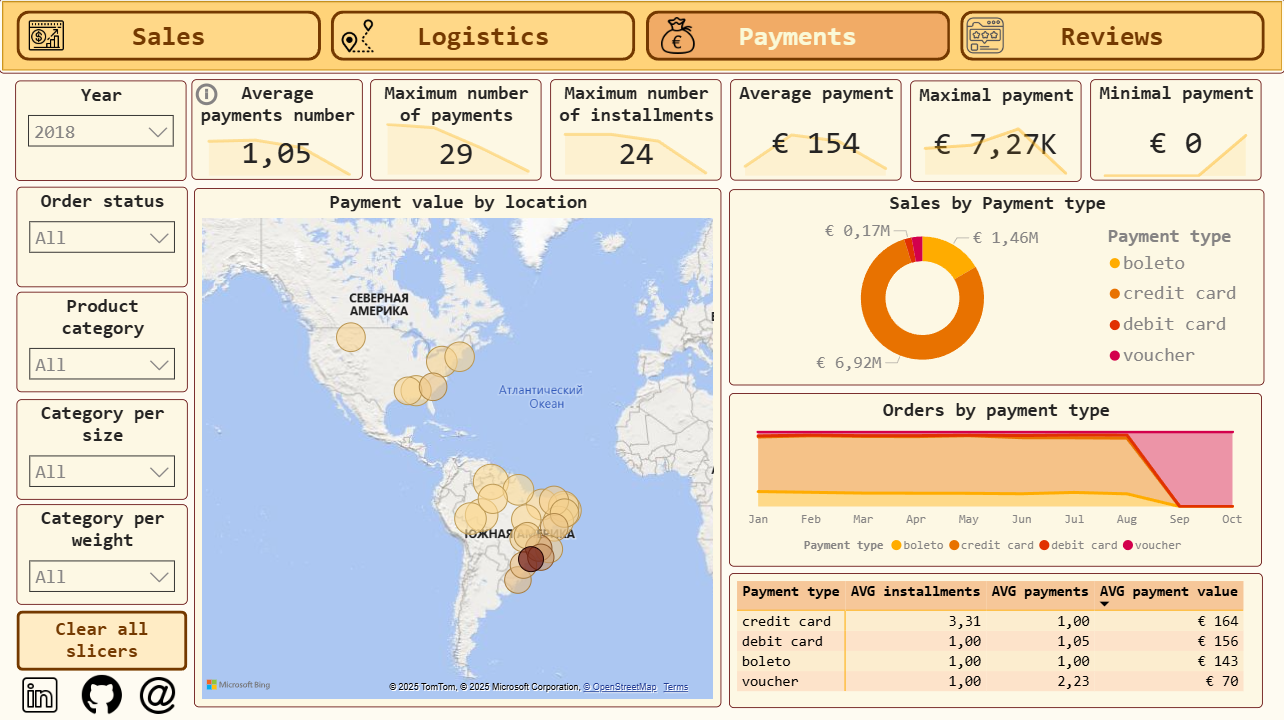 Sales
Logistics
Payments
Reviews
Year
2018
Average
payments number
1,05
Maximum number
of payments
29
Maximum number
of installments
24
Average payment
€ 154
Maximal payment
€ 7,27K
Minimal payment
€ 0
Order status
All
Product
category
All
Category per
size
All
Category per
weight
All
Clear all
slicers
Payment value by location
СЕВЕРНАЯ
АМЕРИКА
Атлантический
Океан
ЮЖНАЯ АМЕРИКА
Microsoft Bing
© 2025 TomTom, © 2025 Microsoft Corporation, © OpenStreetMap Terms
Sales by Payment type
€ 0,17M
€ 1,46M
€ 6,92M
Payment type
boleto
credit card
debit card
voucher
Orders by payment type
Jan Feb Mar Apr May Jun Jul Aug Sep Oct
Payment type boleto credit card debit card voucher
Payment type AVG installments AVG payments AVG payment value
credit card 3,31 1,00 € 164
debit card 1,00 1,05 € 156
boleto 1,00 1,00 € 143
voucher 1,00 2,23 € 70